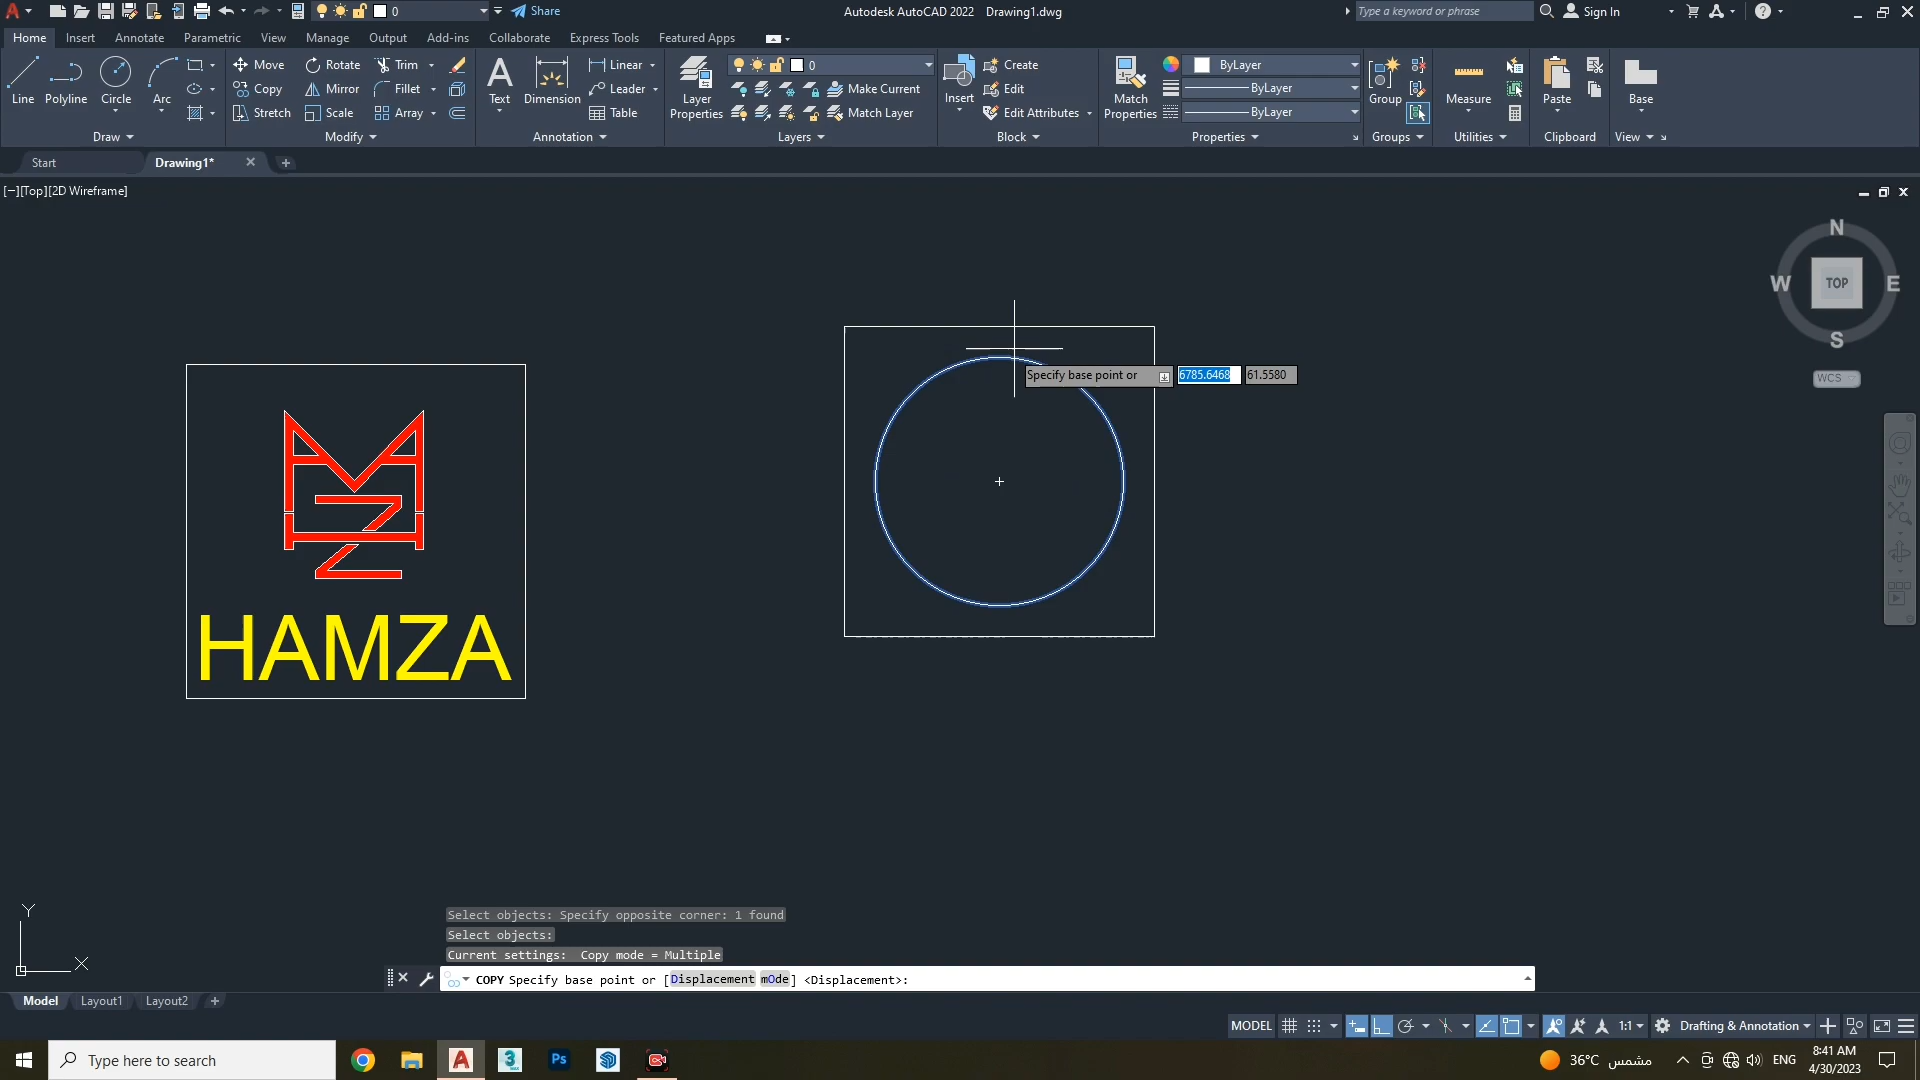 0
Share
Autodesk AutoCAD 2022 Drawing1.dwg
Type a keyword or phrase
Sign In
Home Insert Annotate Parametric View Manage Output Add-ins Collaborate Express Tools Featured Apps
Line Polyline Circle Arc
Move Rotate Trim
Copy Mirror Fillet
Stretch Scale Array
Text Dimension
Linear
Leader
Table
Layer Properties
0
Make Current
Match Layer
Insert
Create
Edit
Edit Attributes
Match Properties
ByLayer
ByLayer
ByLayer
Group
Measure
Paste
Base
Draw Modify Annotation Layers Block Properties Groups Utilities Clipboard View
Start Drawing1*
[−][Top][2D Wireframe]
N
W TOP E
S
WCS
Specify base point or 6785.6468 61.5580
HAMZA
Y
X
Select objects: Specify opposite corner: 1 found
Select objects:
Current settings: Copy mode = Multiple
COPY Specify base point or [Displacement mOde] <Displacement>:
Model Layout1 Layout2
MODEL 1:1 Drafting & Annotation
Type here to search
36°C مشمس
ENG
8:41 AM
4/30/2023